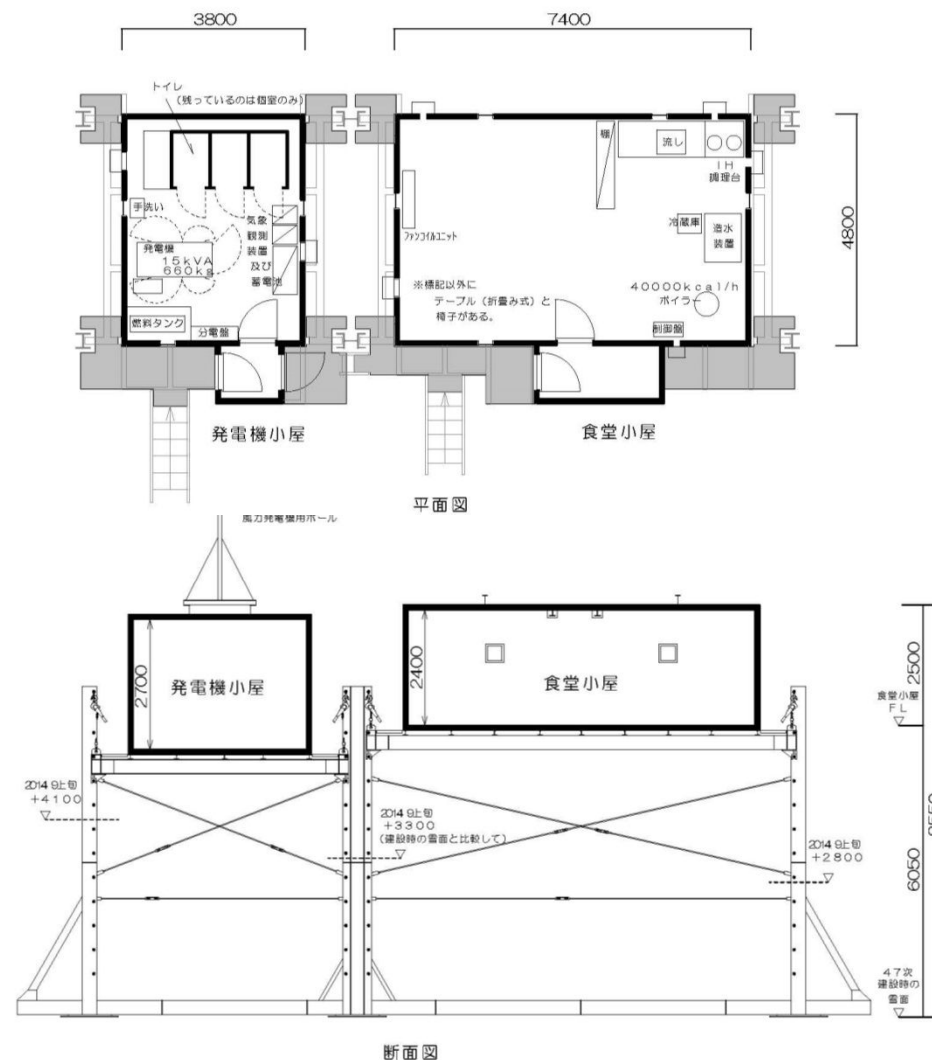 3800
7400
トイレ
(残っているのは個室のみ)
棚
流し
IH
調理台
手洗い
気象
観測
装置
及び
蓄電池
ファンコイルユニット
冷蔵庫
造水
装置
4800
発電機
15kVA
660kg
※標記以外に
テーブル(折畳み式)と
椅子がある。
40000kcal/h
ボイラー
燃料タンク
分電盤
制御盤
発電機小屋
食堂小屋
平面図
風力発電機用ポール
2700
発電機小屋
2400
食堂小屋
2500
食堂小屋
FL
2014.9上旬
+4100
2014.9上旬
+3300
(建設時の雪面と比較して)
2014.9上旬
+2800
6050
8550
47次
建設時の
雪面
断面図